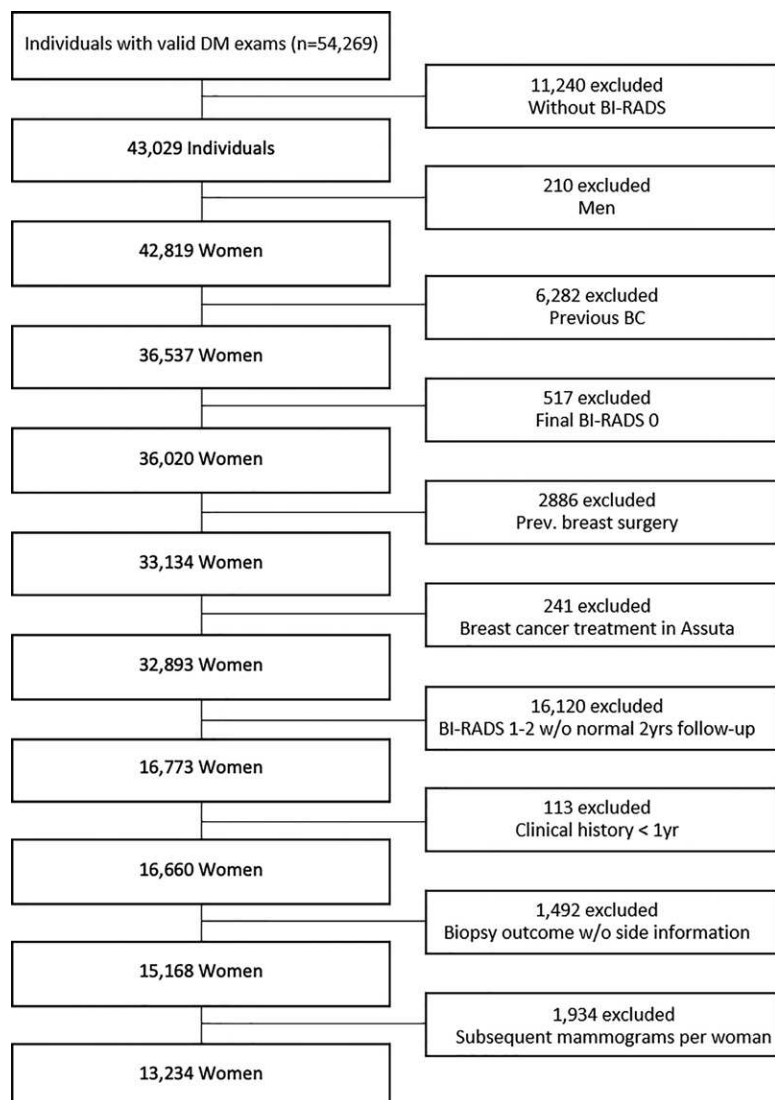 Individuals with valid DM exams (n=54,269)
11,240 excluded
Without BI-RADS
43,029 Individuals
210 excluded
Men
42,819 Women
6,282 excluded
Previous BC
36,537 Women
517 excluded
Final BI-RADS 0
36,020 Women
2886 excluded
Prev. breast surgery
33,134 Women
241 excluded
Breast cancer treatment in Assuta
32,893 Women
16,120 excluded
BI-RADS 1-2 w/o normal 2yrs follow-up
16,773 Women
113 excluded
Clinical history < 1yr
16,660 Women
1,492 excluded
Biopsy outcome w/o side information
15,168 Women
1,934 excluded
Subsequent mammograms per woman
13,234 Women